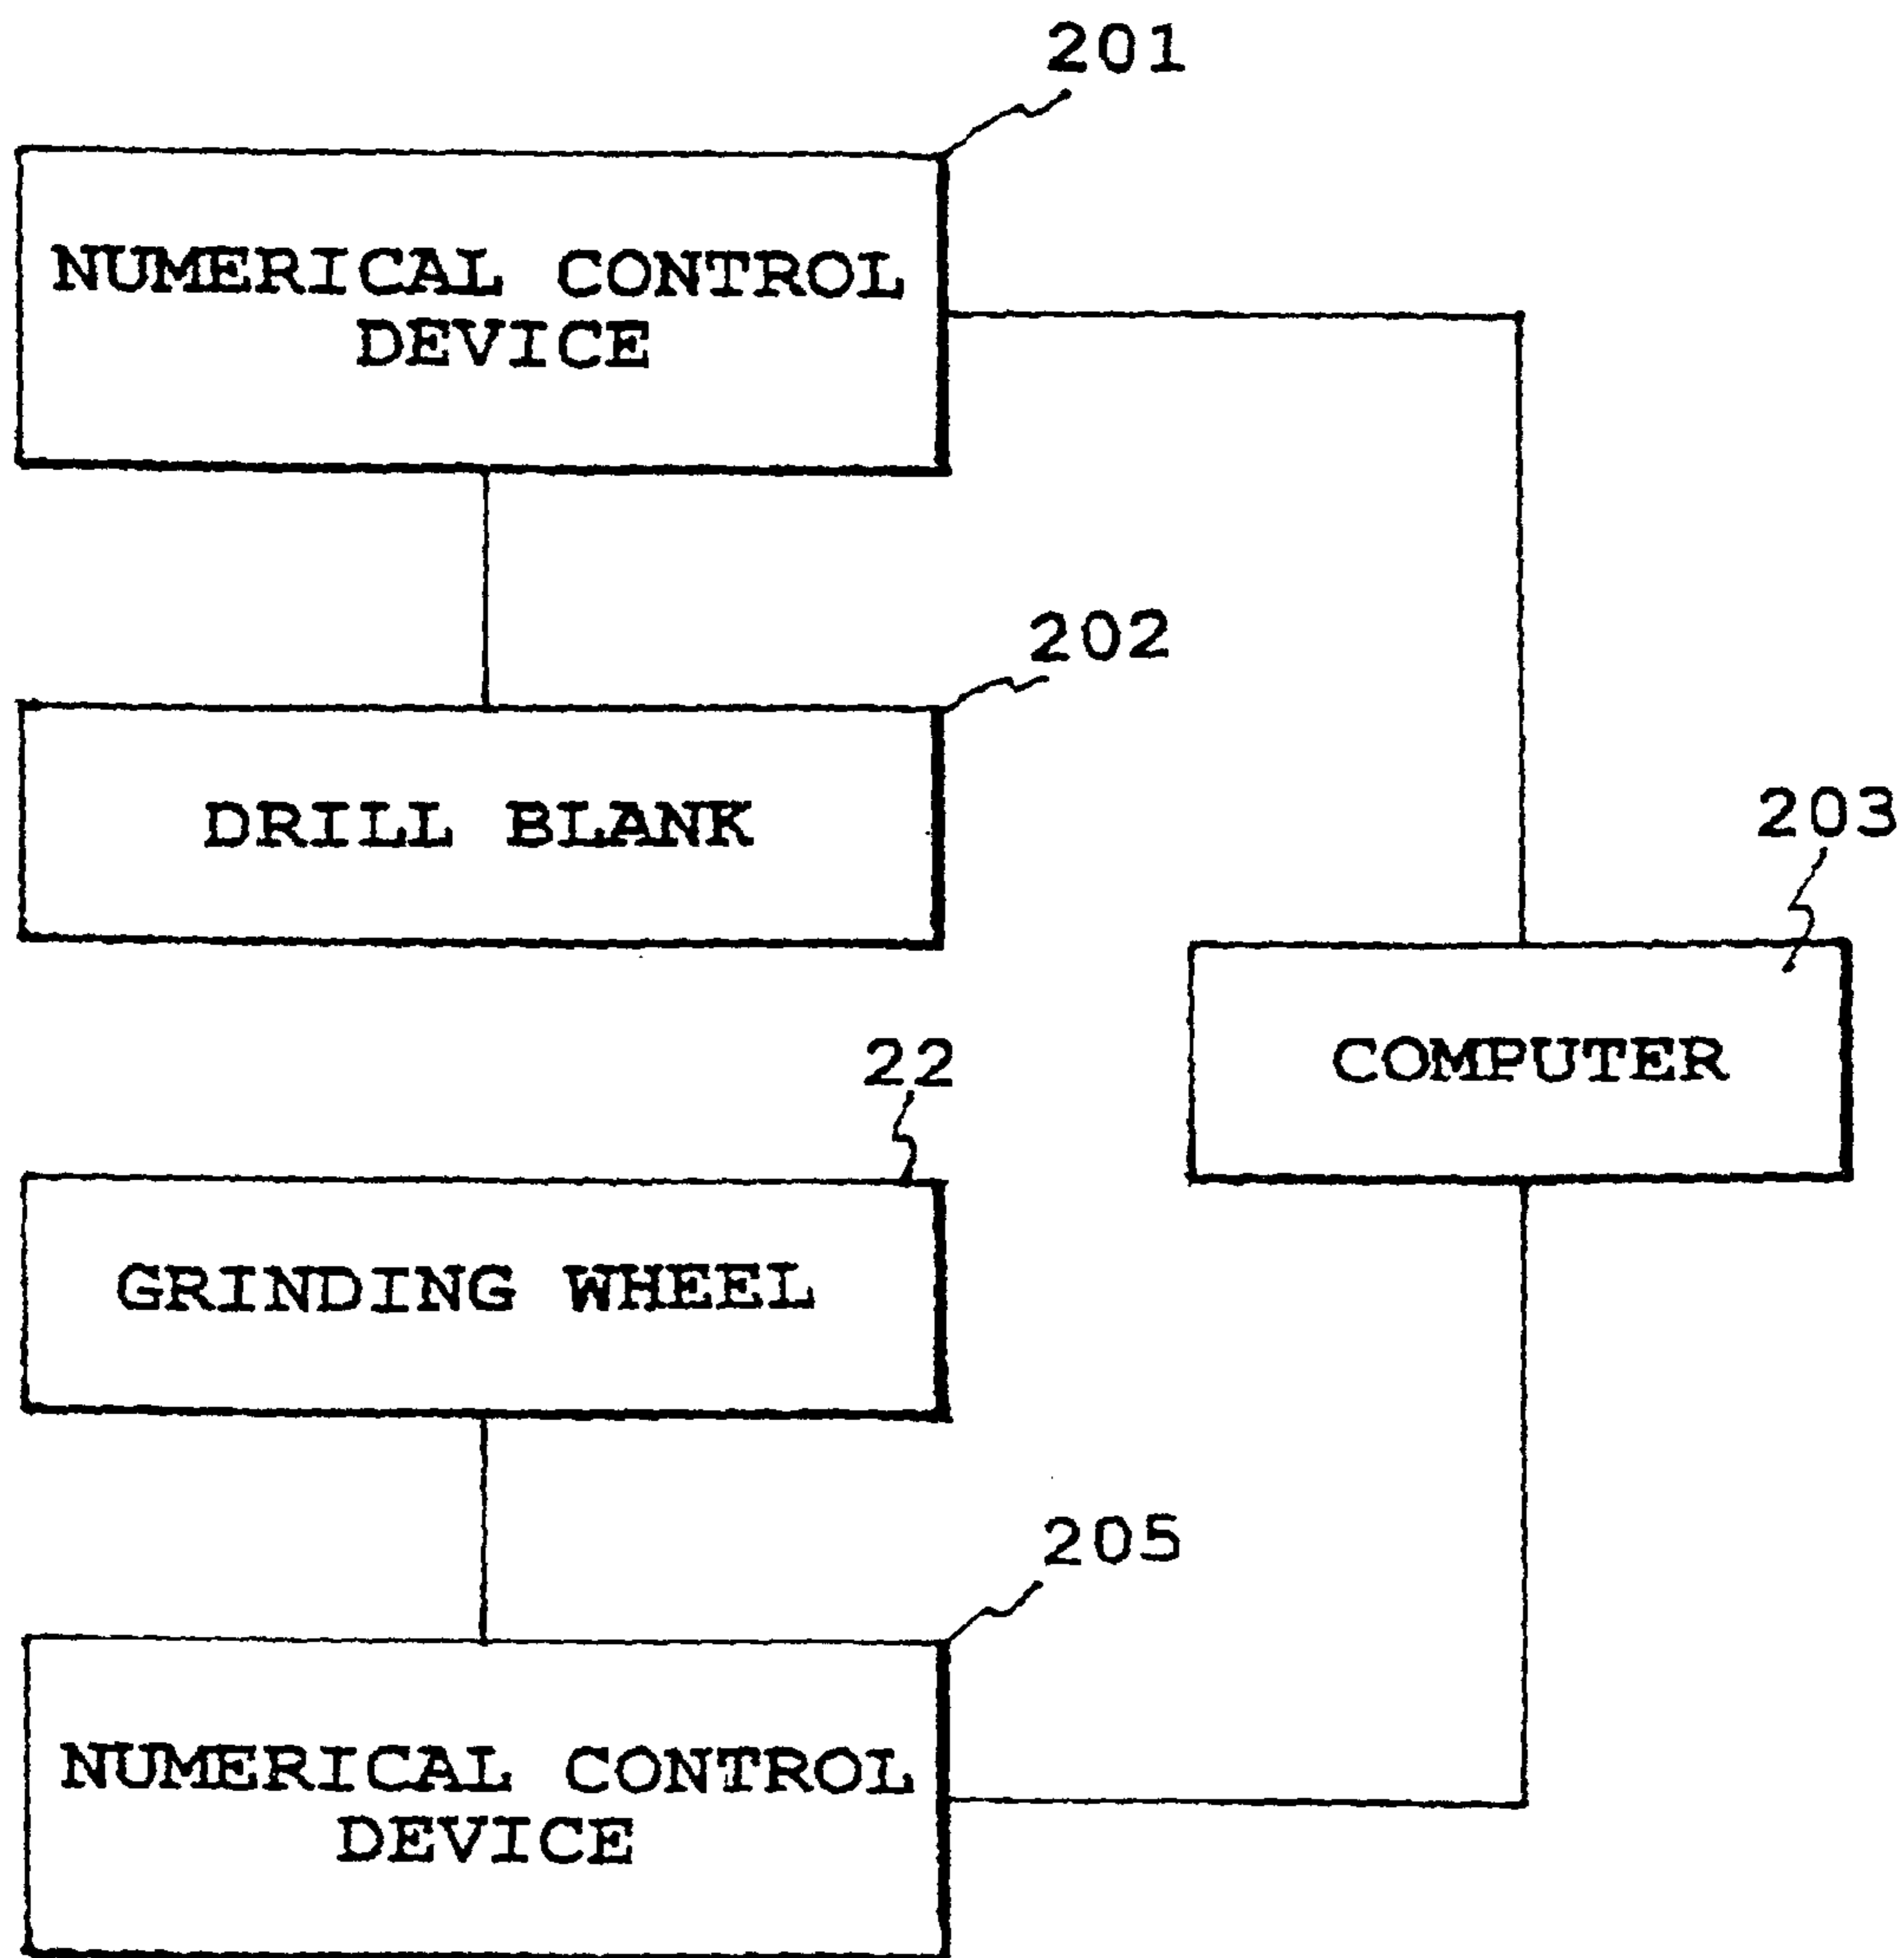 201
NUMERICAL CONTROL
DEVICE
202
DRILL BLANK
203
COMPUTER
22
GRINDING WHEEL
205
NUMERICAL CONTROL
DEVICE